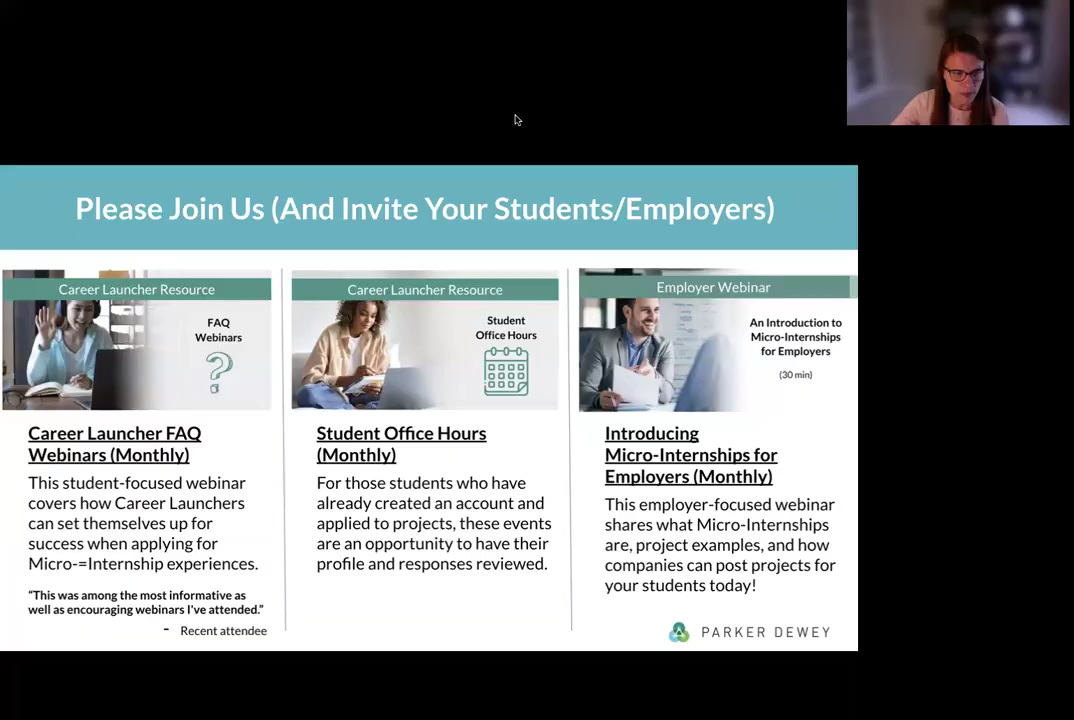 Please Join Us (And Invite Your Students/Employers)
Career Launcher Resource
FAQ
Webinars
?
Career Launcher FAQ
Webinars (Monthly)
This student-focused webinar
covers how Career Launchers
can set themselves up for
success when applying for
Micro-=Internship experiences.
“This was among the most informative as
well as encouraging webinars I've attended.”
- Recent attendee
Career Launcher Resource
Student
Office Hours
Student Office Hours
(Monthly)
For those students who have
already created an account and
applied to projects, these events
are an opportunity to have their
profile and responses reviewed.
Employer Webinar
An Introduction to
Micro-Internships
for Employers
(30 min)
Introducing
Micro-Internships for
Employers (Monthly)
This employer-focused webinar
shares what Micro-Internships
are, project examples, and how
companies can post projects for
your students today!
PARKER DEWEY